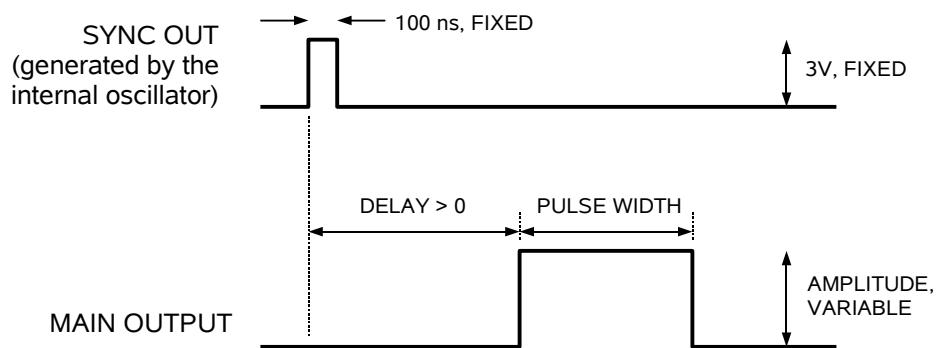 100 ns, FIXED
SYNC OUT
(generated by the
internal oscillator)
3V, FIXED
DELAY > 0
PULSE WIDTH
AMPLITUDE,
VARIABLE
MAIN OUTPUT